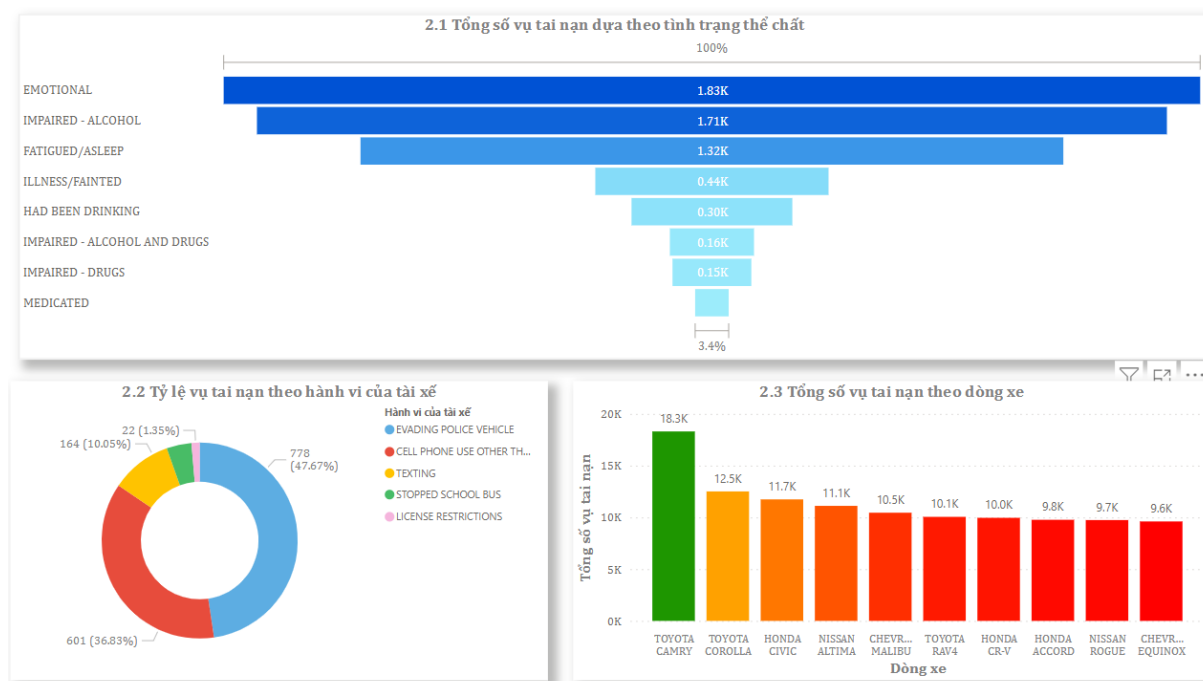 2.1 Tổng số vụ tai nạn dựa theo tình trạng thể chất
100%
EMOTIONAL 1.83K
IMPAIRED - ALCOHOL 1.71K
FATIGUED/ASLEEP 1.32K
ILLNESS/FAINTED 0.44K
HAD BEEN DRINKING 0.30K
IMPAIRED - ALCOHOL AND DRUGS 0.16K
IMPAIRED - DRUGS 0.15K
MEDICATED
3.4%
2.2 Tỷ lệ vụ tai nạn theo hành vi của tài xế
Hành vi của tài xế
EVADING POLICE VEHICLE
CELL PHONE USE OTHER TH...
TEXTING
STOPPED SCHOOL BUS
LICENSE RESTRICTIONS
22 (1.35%)
164 (10.05%)
778
(47.67%)
601 (36.83%)
2.3 Tổng số vụ tai nạn theo dòng xe
Tổng số vụ tai nạn
20K
15K
10K
5K
0K
18.3K
12.5K
11.7K
11.1K
10.5K
10.1K
10.0K
9.8K
9.7K
9.6K
TOYOTA
CAMRY
TOYOTA
COROLLA
HONDA
CIVIC
NISSAN
ALTIMA
CHEVR...
MALIBU
TOYOTA
RAV4
HONDA
CR-V
HONDA
ACCORD
NISSAN
ROGUE
CHEVR...
EQUINOX
Dòng xe